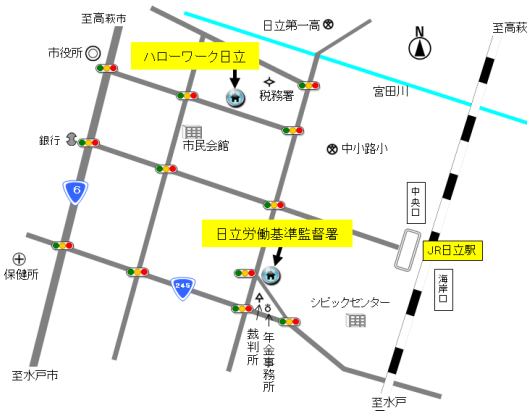 至高萩市
日立第一高
N
至高萩
市役所
ハローワーク日立
税務署
宮田川
銀行
市民会館
中小路小
6
中央口
日立労働基準監督署
JR日立駅
保健所
245
海岸口
シビックセンター
裁判所
年金事務所
至水戸市
至水戸